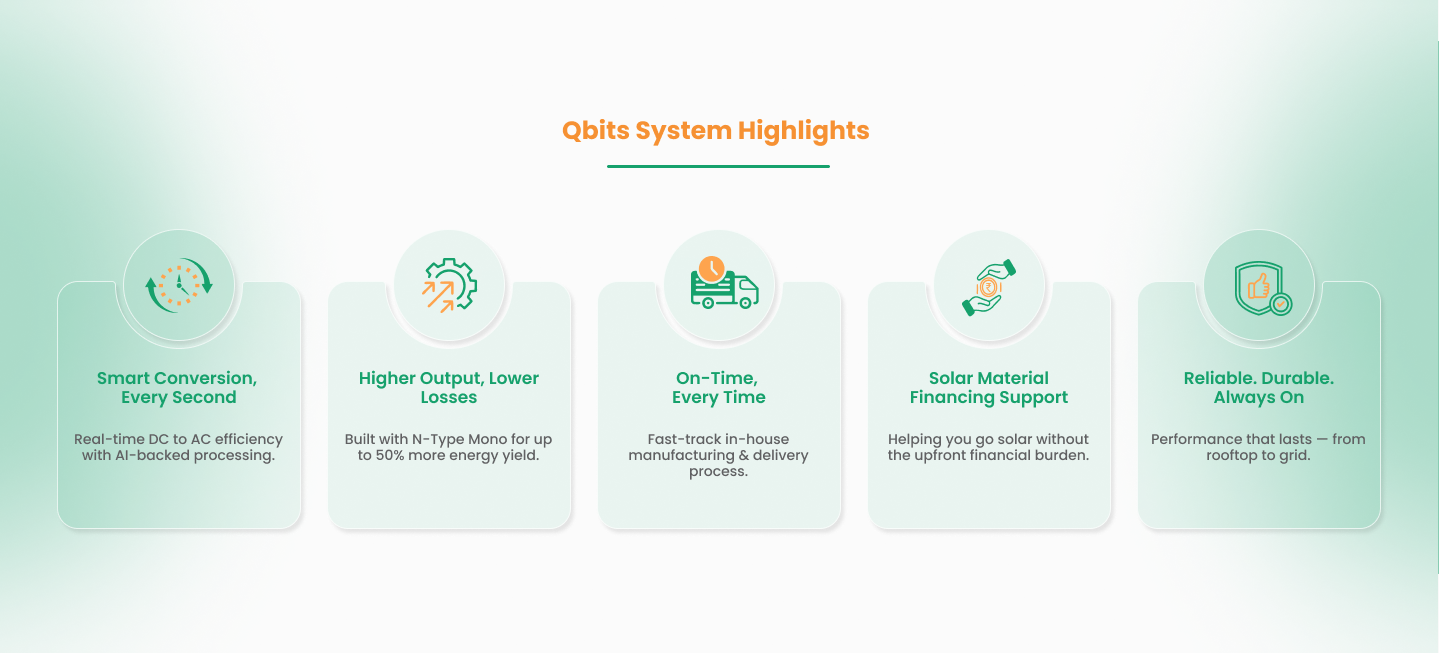 Qbits System Highlights
Smart Conversion,
Every Second
Real-time DC to AC efficiency
with AI-backed processing.
Higher Output, Lower
Losses
Built with N-Type Mono for up
to 50% more energy yield.
On-Time,
Every Time
Fast-track in-house
manufacturing & delivery
process.
₹
Solar Material
Financing Support
Helping you go solar without
the upfront financial burden.
Reliable. Durable.
Always On
Performance that lasts — from
rooftop to grid.